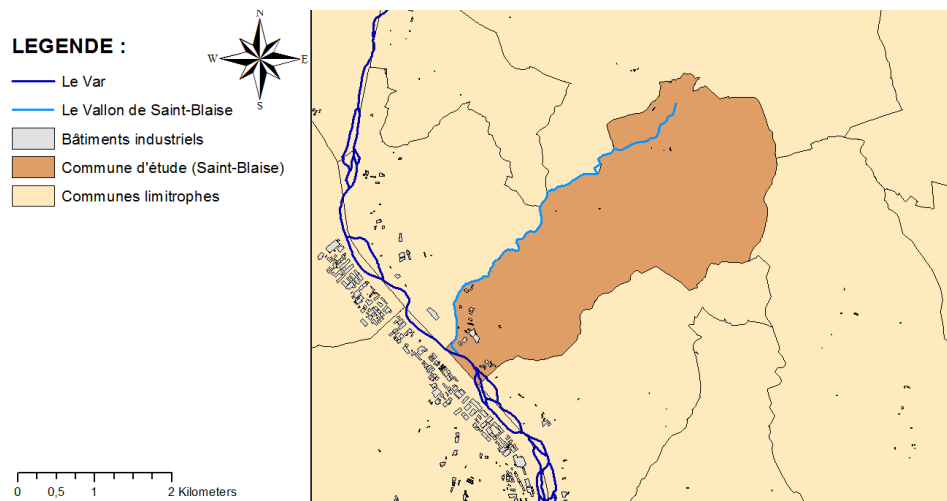 LEGENDE :
N
W E
S
Le Var
Le Vallon de Saint-Blaise
Bâtiments industriels
Commune d'étude (Saint-Blaise)
Communes limitrophes
0 0,5 1 2 Kilometers